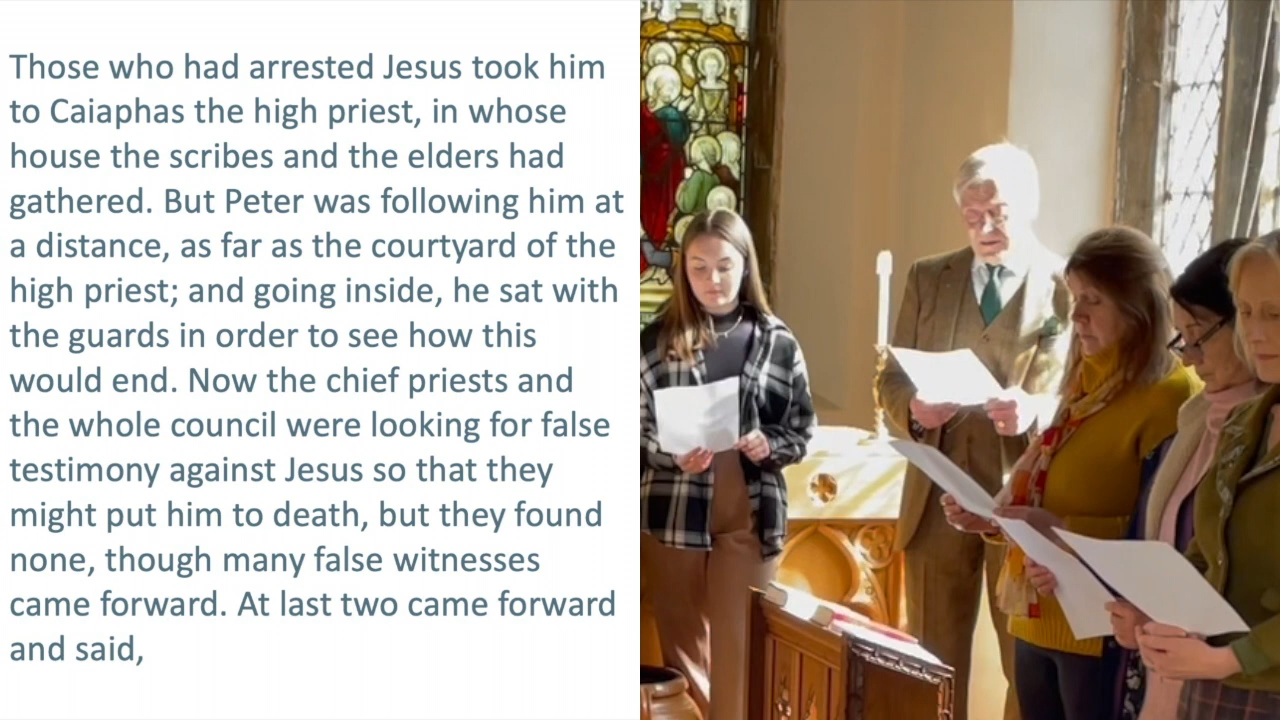 Those who had arrested Jesus took him
to Caiaphas the high priest, in whose
house the scribes and the elders had
gathered. But Peter was following him at
a distance, as far as the courtyard of the
high priest; and going inside, he sat with
the guards in order to see how this
would end. Now the chief priests and
the whole council were looking for false
testimony against Jesus so that they
might put him to death, but they found
none, though many false witnesses
came forward. At last two came forward
and said,